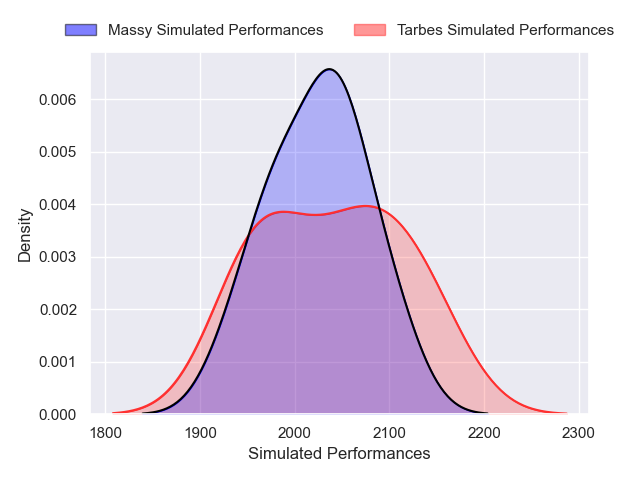 Massy Simulated Performances Tarbes Simulated Performances
0.006
0.005
0.004
0.003
0.002
0.001
0.000
Density
1800 1900 2000 2100 2200 2300
Simulated Performances